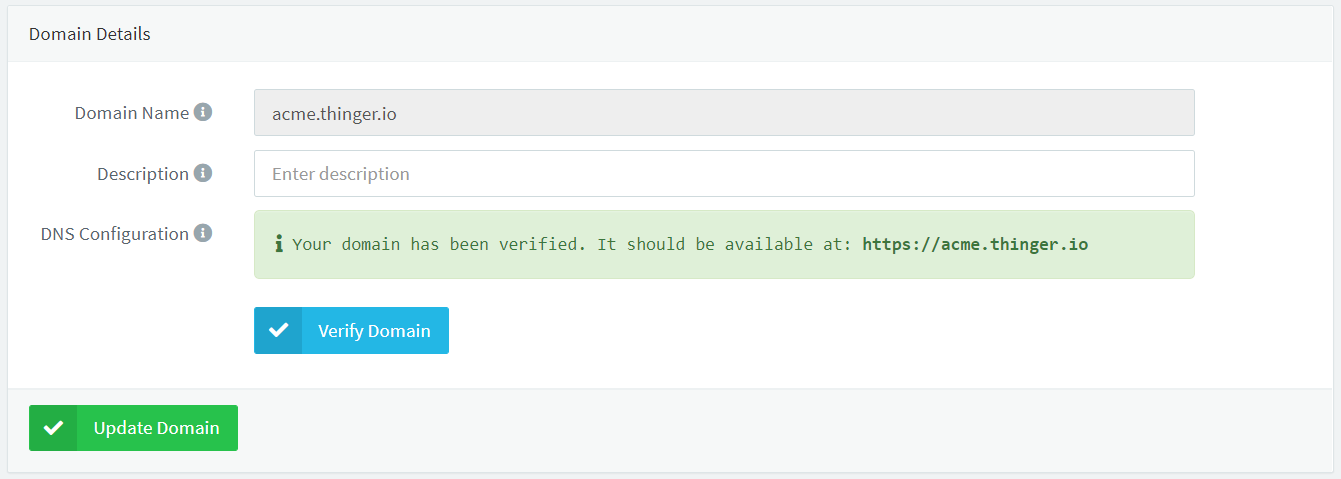 Domain Details
Domain Name
acme.thinger.io
Description
Enter description
DNS Configuration
Your domain has been verified. It should be available at: https://acme.thinger.io
Verify Domain
Update Domain